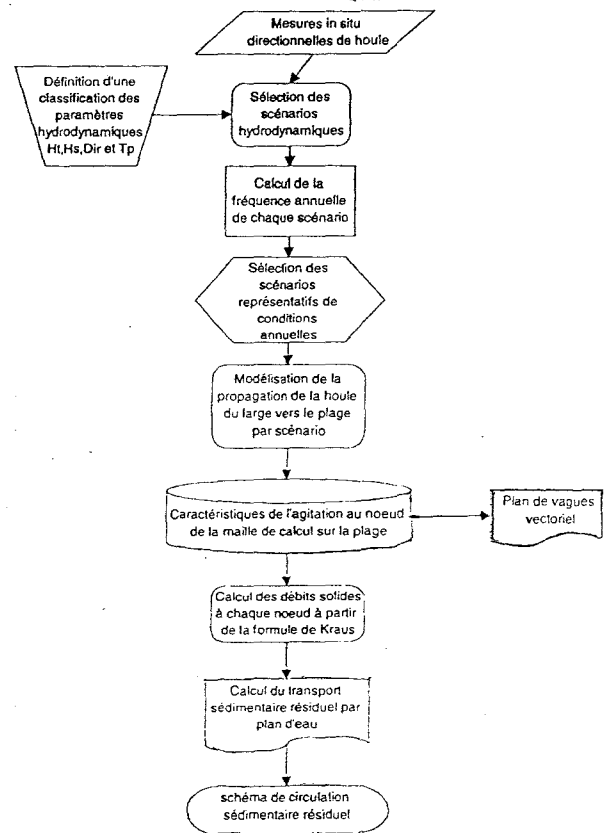 Mesures in situ
directionnelles de houle
Définition d'une
classification des
paramètres
hydrodynamiques
Ht,Hs,Dir et Tp
Sélection des
scénarios
hydrodynamiques
Calcul de la
fréquence annuelle
de chaque scénario
Sélection des
scénarios
représentatifs de
conditions
annuelles
Modélisation de la
propagation de la houle
du large vers le plage
par scénario
Caractéristiques de l'agitation au noeud
de la maille de calcul sur la plage
Plan de vagues
vectoriel
Calcul des débits solides
à chaque noeud à partir
de la formule de Kraus
Calcul du transport
sédimentaire résiduel par
plan d'eau
schéma de circulation
sédimentaire résiduel